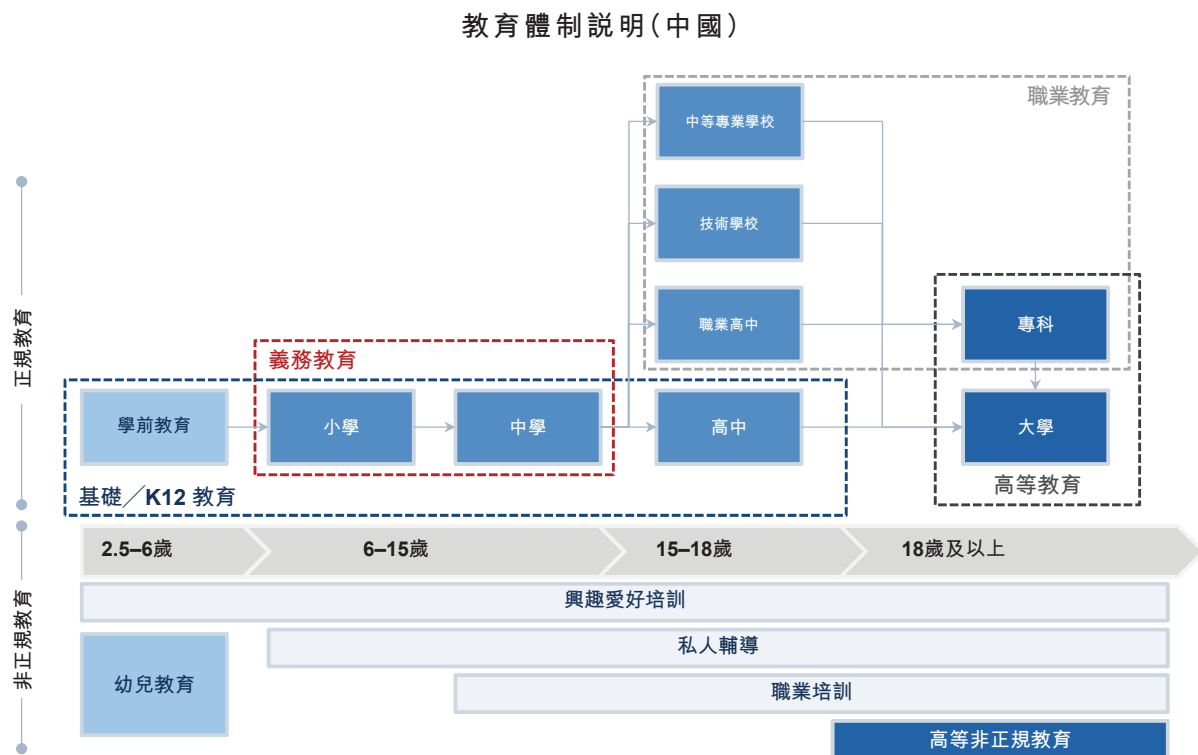 教育體制説明(中國)
職業教育
中等專業學校
技術學校
職業高中
專科
義務教育
學前教育
小學
中學
高中
大學
高等教育
基礎／K12 教育
正規教育
2.5–6歲
6–15歲
15–18歲
18歲及以上
非正規教育
興趣愛好培訓
私人輔導
幼兒教育
職業培訓
高等非正規教育